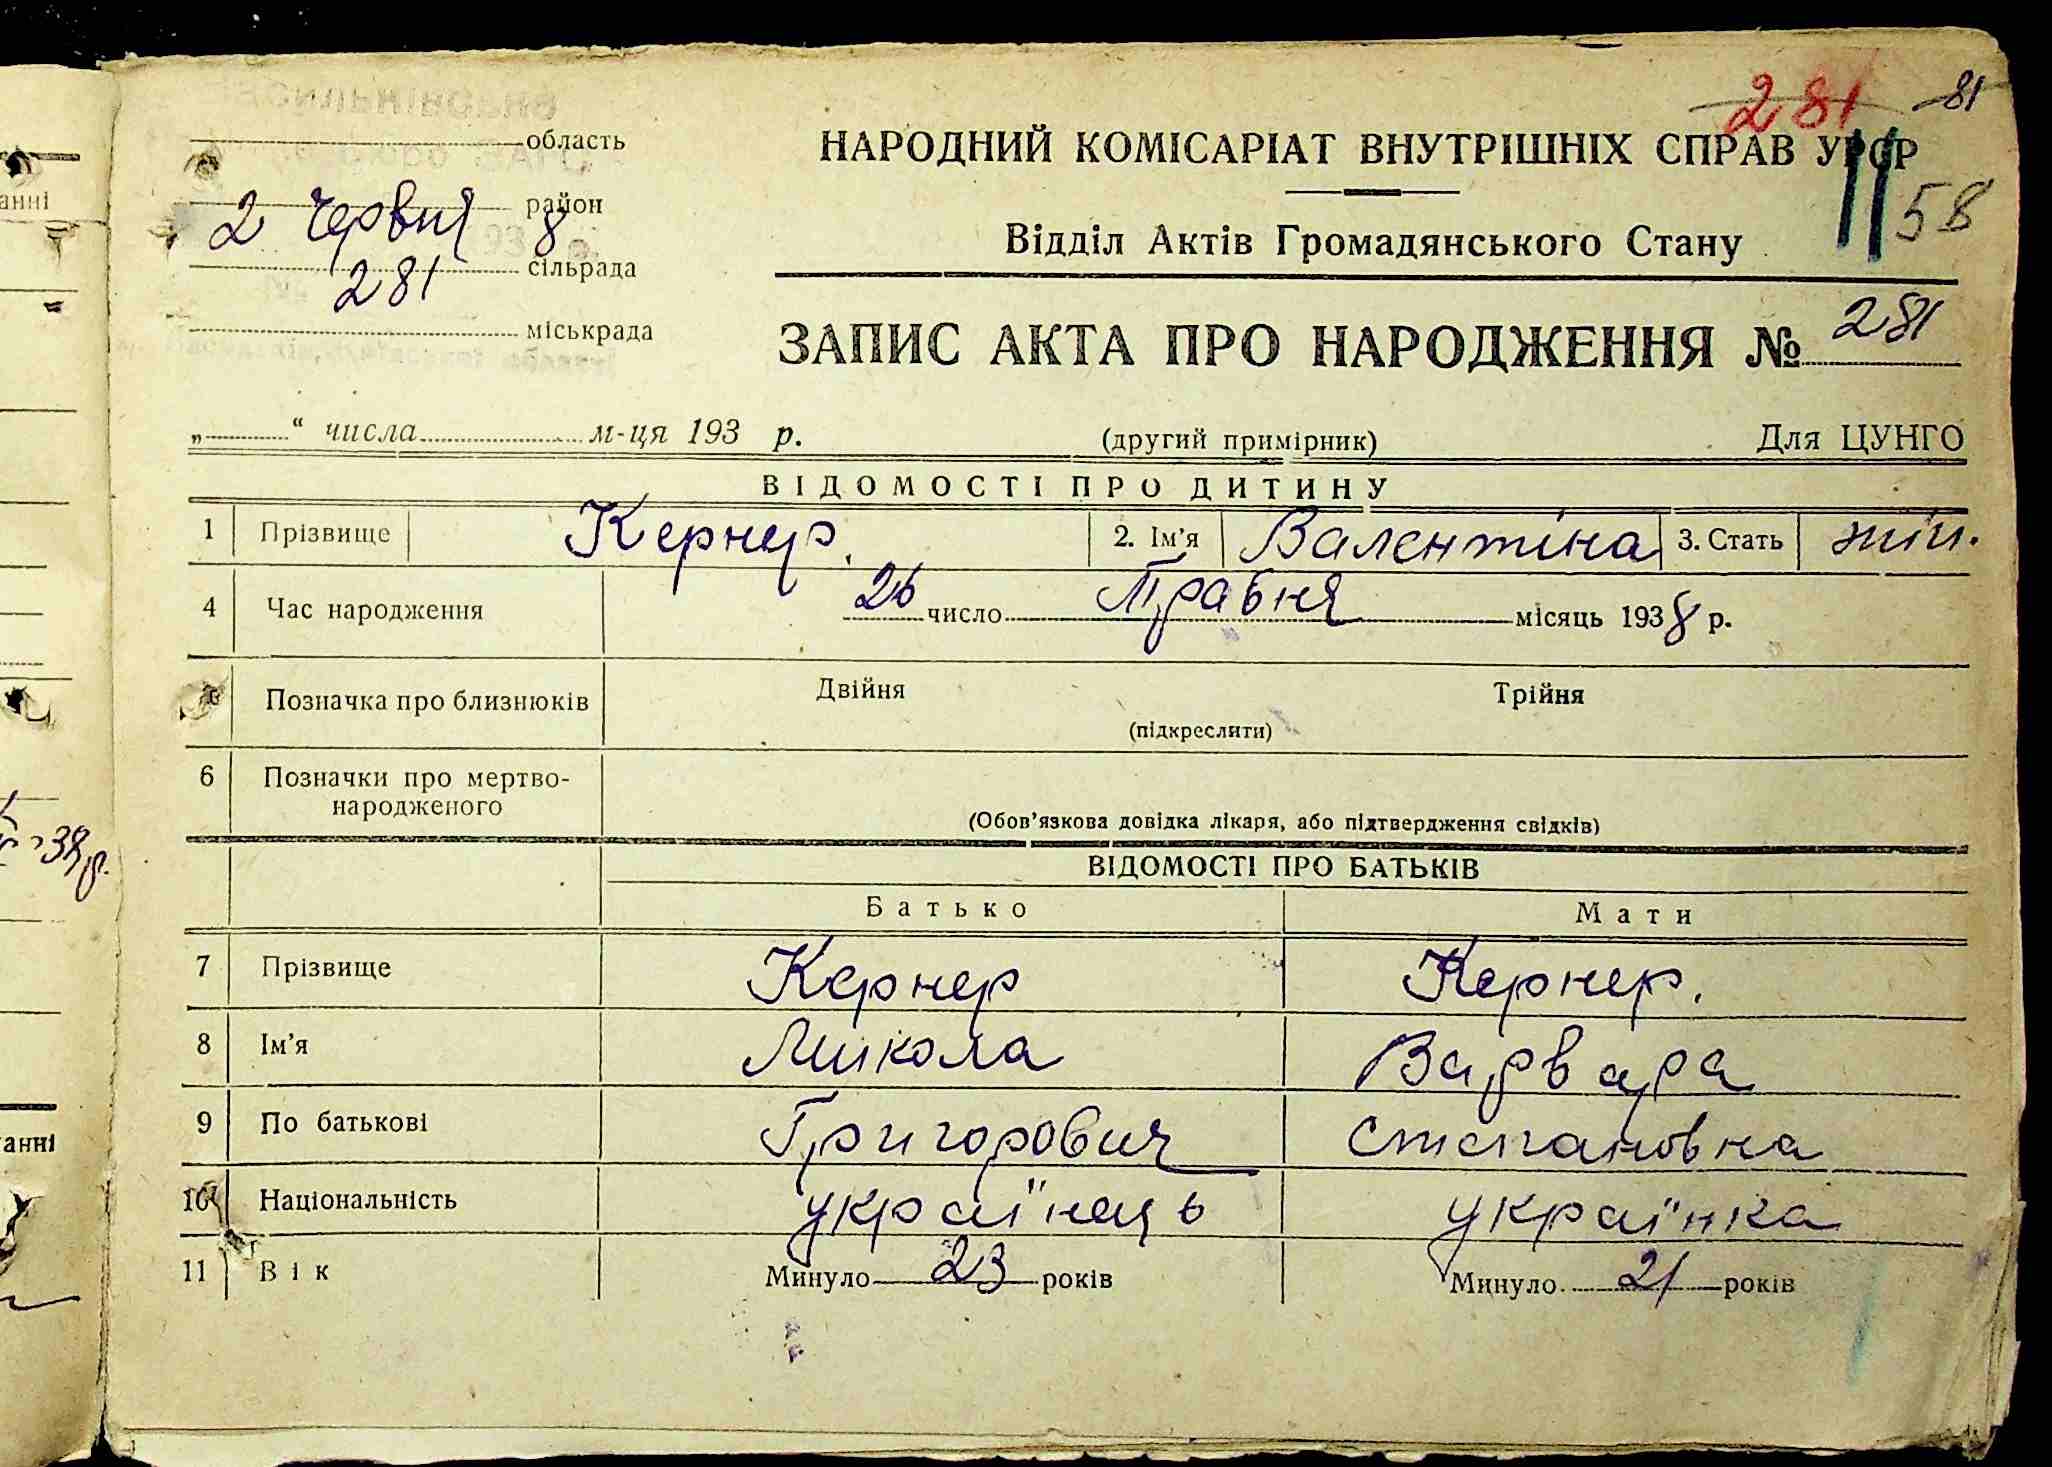 281 81
область
НАРОДНИЙ КОМІСАРІАТ ВНУТРІШНІХ СПРАВ УРСР
район
2 червня 8
58
Відділ Актів Громадянського Стану
сільрада
281
міськрада
ЗАПИС АКТА ПРО НАРОДЖЕННЯ № 281
„ “ числа м-ця 193 р.
(другий примірник)
Для ЦУНГО
ВІДОМОСТІ ПРО ДИТИНУ
1 Прізвище Кернер. 2. Ім’я Валентіна 3. Стать жін.
4 Час народження 26 число Травня місяць 1938 р.
Позначка про близнюків Двійня Трійня
(підкреслити)
6 Позначки про мертво-
народженого
(Обов’язкова довідка лікаря, або підтвердження свідків)
ВІДОМОСТІ ПРО БАТЬКІВ
Батько Мати
7 Прізвище Кернер Кернер.
8 Ім’я Микола Варвара
9 По батькові Григорович Степановна
10 Національність українець українка
11 Вік Минуло 23 років Минуло 21 років
анні
38р.
анні